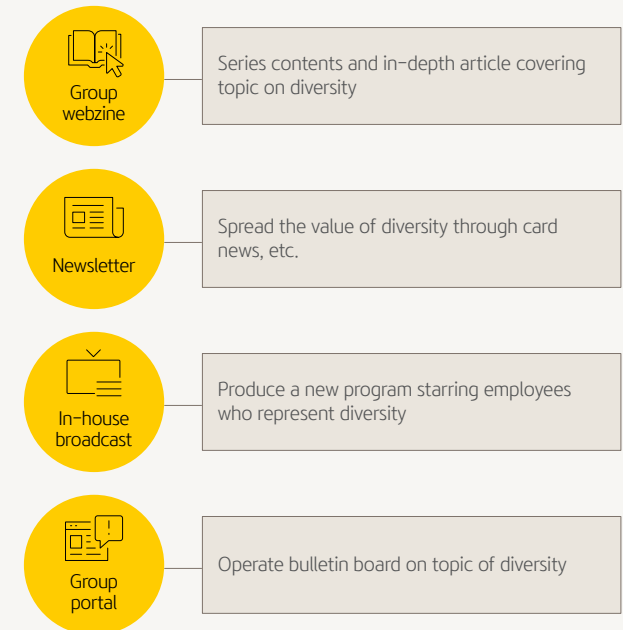 Group
webzine
Series contents and in-depth article covering
topic on diversity
Newsletter
Spread the value of diversity through card
news, etc.
In-house
broadcast
Produce a new program starring employees
who represent diversity
Group
portal
Operate bulletin board on topic of diversity